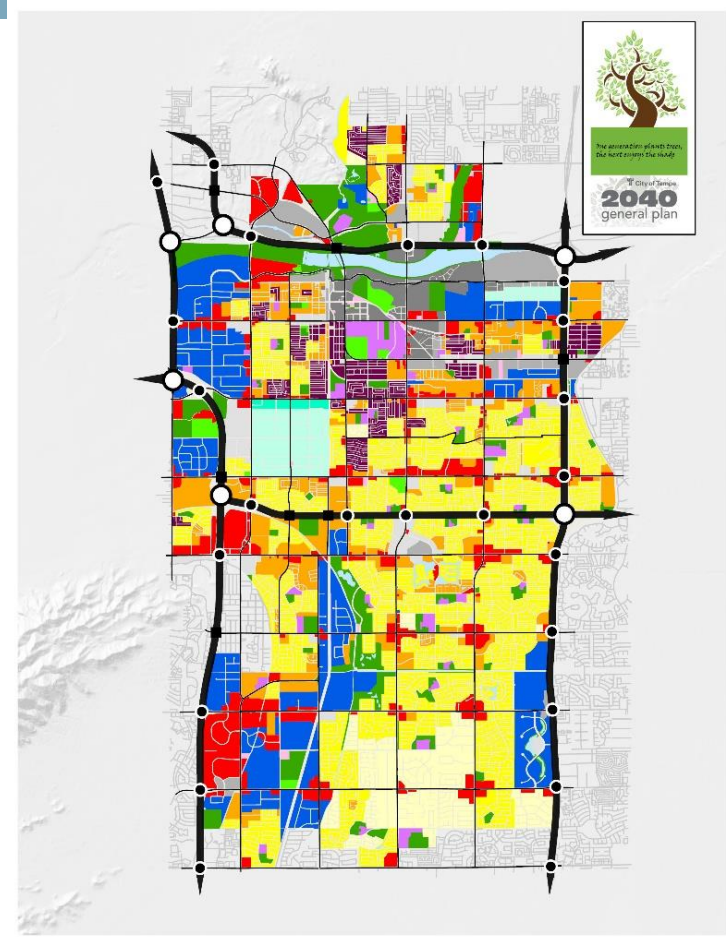 One generation plants trees,
the next enjoys the shade
City of Tempe
2040
general plan